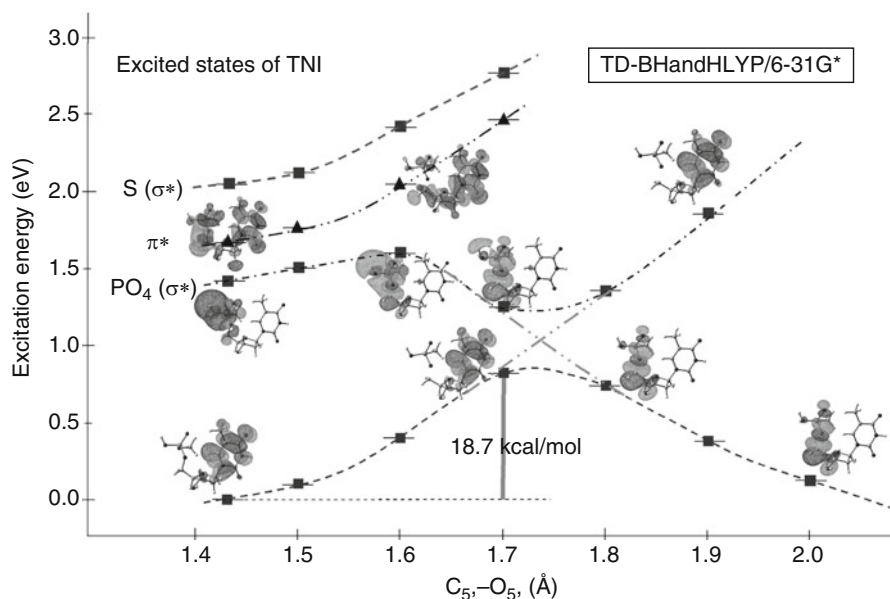 Excited states of TNI
TD-BHandHLYP/6-31G*
Excitation energy (eV)
3.0
2.5
2.0
1.5
1.0
0.5
0.0
S (σ*)
π*
PO₄ (σ*)
18.7 kcal/mol
1.4 1.5 1.6 1.7 1.8 1.9 2.0
C₅,–O₅, (Å)